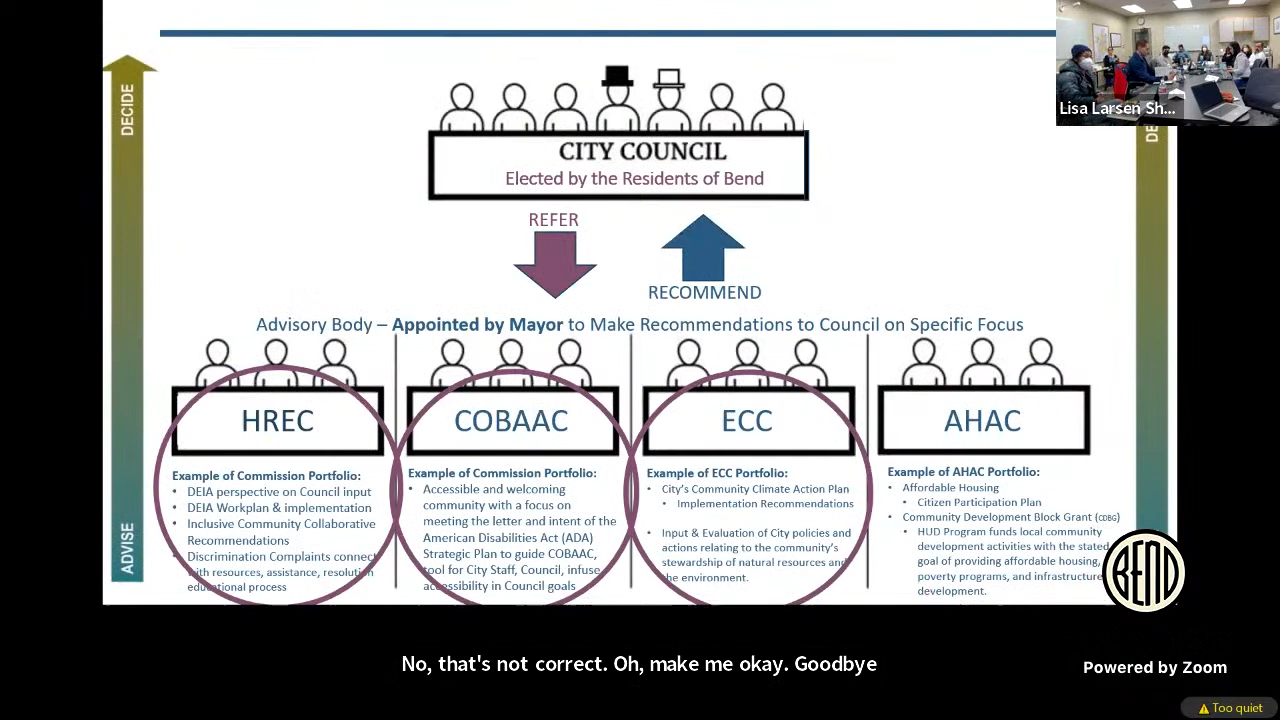 DECIDE
CITY COUNCIL
Elected by the Residents of Bend
Lisa Larsen Sh...
DE
REFER
RECOMMEND
Advisory Body – Appointed by Mayor to Make Recommendations to Council on Specific Focus
HREC
COBAAC
ECC
AHAC
ADVISE
Example of Commission Portfolio:
• DEIA perspective on Council input
• DEIA Workplan & implementation
• Inclusive Community Collaborative
Recommendations
• Discrimination Complaints connect
with resources, assistance, resolution
educational process
Example of Commission Portfolio:
• Accessible and welcoming
community with a focus on
meeting the letter and intent of the
American Disabilities Act (ADA)
Strategic Plan to guide COBAAC,
tool for City Staff, Council, infuse
accessibility in Council goals
Example of ECC Portfolio:
• City's Community Climate Action Plan
• Implementation Recommendations
• Input & Evaluation of City policies and
actions relating to the community's
stewardship of natural resources and
the environment.
Example of AHAC Portfolio:
• Affordable Housing
• Citizen Participation Plan
• Community Development Block Grant (CDBG)
• HUD Program funds local community
development activities with the stated
goal of providing affordable housing,
poverty programs, and infrastructure
development.
BEND
No, that's not correct. Oh, make me okay. Goodbye
Powered by Zoom
Too quiet